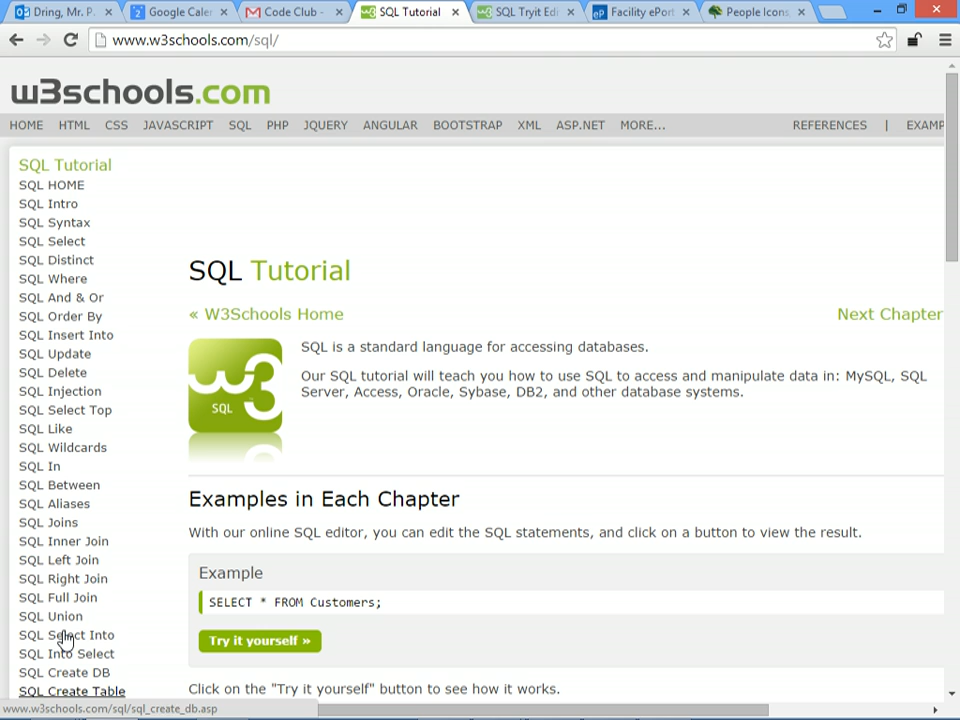 Dring, Mr. P.
Google Caler
Code Club -
SQL Tutorial
SQL Tryit Edi
Facility ePort
People Icons
www.w3schools.com/sql/
w3schools.com
HOME HTML CSS JAVASCRIPT SQL PHP JQUERY ANGULAR BOOTSTRAP XML ASP.NET MORE... REFERENCES | EXAMP
SQL Tutorial
SQL HOME
SQL Intro
SQL Syntax
SQL Select
SQL Distinct
SQL Where
SQL And & Or
SQL Order By
SQL Insert Into
SQL Update
SQL Delete
SQL Injection
SQL Select Top
SQL Like
SQL Wildcards
SQL In
SQL Between
SQL Aliases
SQL Joins
SQL Inner Join
SQL Left Join
SQL Right Join
SQL Full Join
SQL Union
SQL Select Into
SQL Into Select
SQL Create DB
SQL Create Table
www.w3schools.com/sql/sql_create_db.asp
SQL Tutorial
« W3Schools Home
Next Chapter
w3
SQL
SQL is a standard language for accessing databases.
Our SQL tutorial will teach you how to use SQL to access and manipulate data in: MySQL, SQL
Server, Access, Oracle, Sybase, DB2, and other database systems.
Examples in Each Chapter
With our online SQL editor, you can edit the SQL statements, and click on a button to view the result.
Example
SELECT * FROM Customers;
Try it yourself »
Click on the "Try it yourself" button to see how it works.